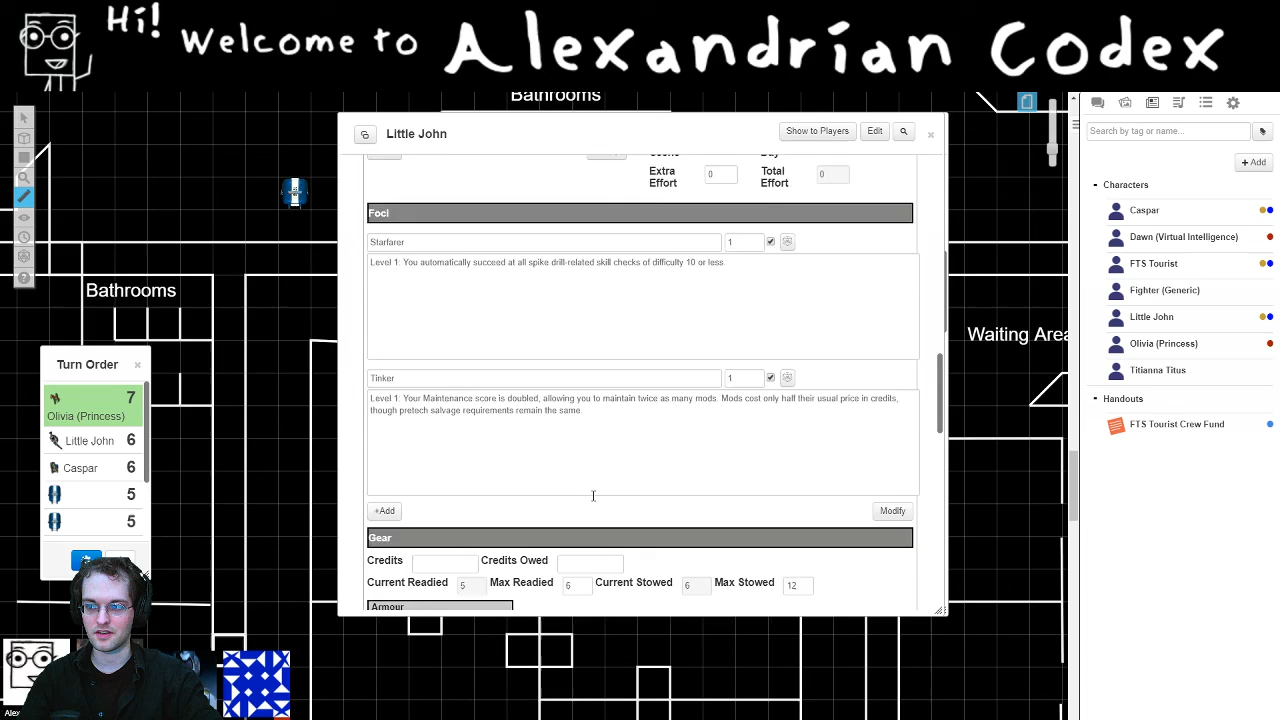 Hi! Welcome to Alexandrian Codex
Bathrooms
Little John
Show to Players
Edit
Extra Effort
0
Total Effort
0
Foci
Starfarer
1
Level 1: You automatically succeed at all spike drill-related skill checks of difficulty 10 or less.
Tinker
1
Level 1: Your Maintenance score is doubled, allowing you to maintain twice as many mods. Mods cost only half their usual price in credits,
though pretech salvage requirements remain the same.
+Add
Modify
Gear
Credits
Credits Owed
Current Readied
5
Max Readied
6
Current Stowed
6
Max Stowed
12
Armour
Bathrooms
Waiting Area
Turn Order
7
Olivia (Princess)
Little John 6
Caspar 6
5
5
Search by tag or name...
+ Add
Characters
Caspar
Dawn (Virtual Intelligence)
FTS Tourist
Fighter (Generic)
Little John
Olivia (Princess)
Titianna Titus
Handouts
FTS Tourist Crew Fund